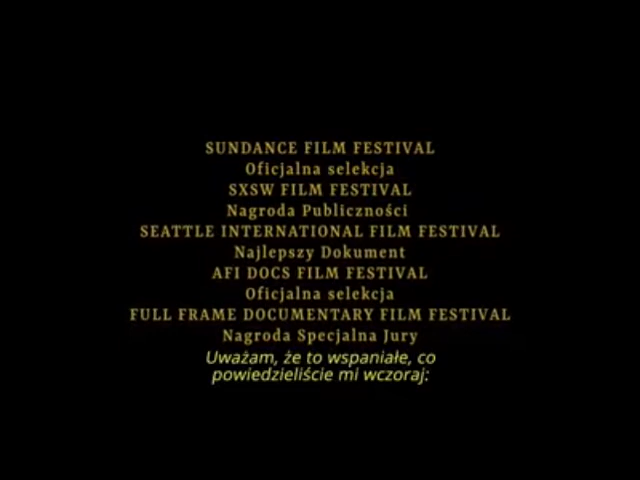 SUNDANCE FILM FESTIVAL
Oficjalna selekcja
SXSW FILM FESTIVAL
Nagroda Publiczności
SEATTLE INTERNATIONAL FILM FESTIVAL
Najlepszy Dokument
AFI DOCS FILM FESTIVAL
Oficjalna selekcja
FULL FRAME DOCUMENTARY FILM FESTIVAL
Nagroda Specjalna Jury
Uważam, że to wspaniałe, co
powiedzieliście mi wczoraj: